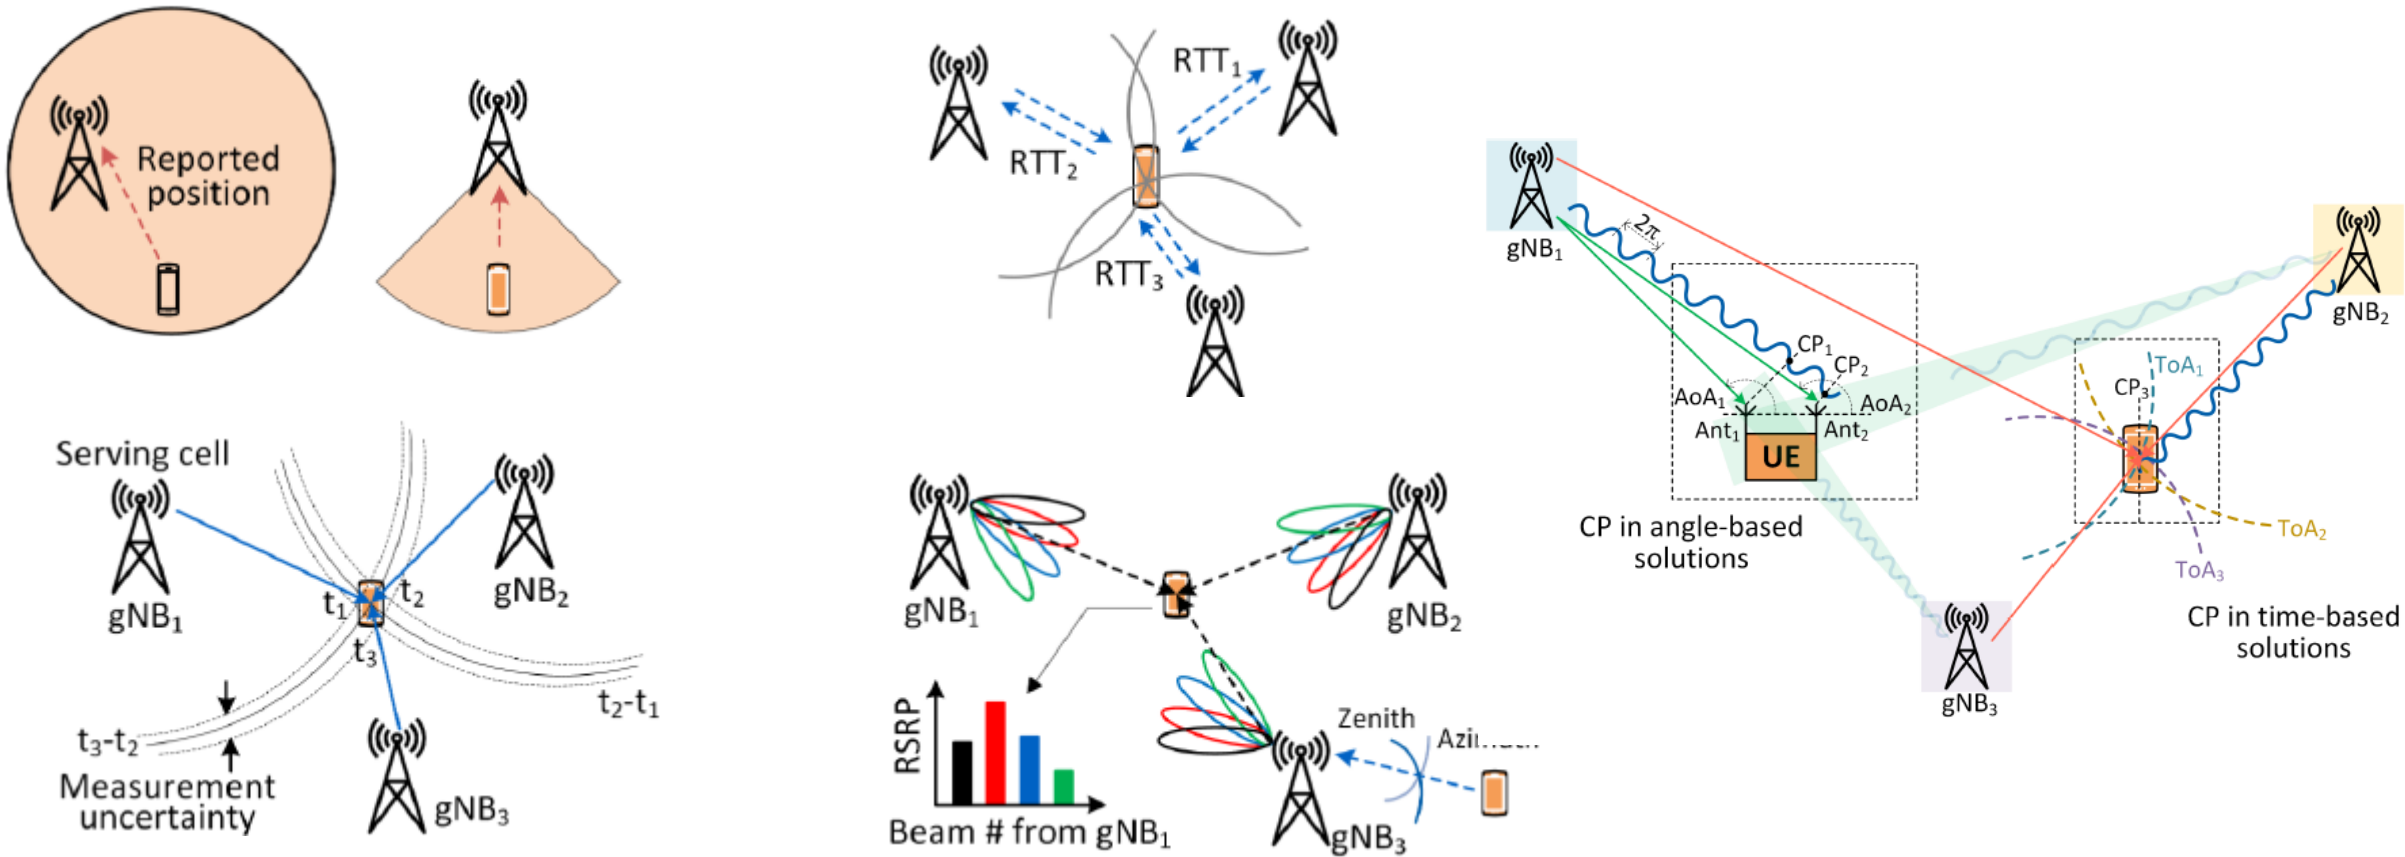 Reported
position
RTT₁
RTT₂
RTT₃
Serving cell
gNB₁
gNB₂
t₁
t₂
t₃
t₂-t₁
t₃-t₂
Measurement
uncertainty
gNB₃
gNB₁
gNB₂
RSRP
Beam # from gNB₁
Zenith
gNB₃
gNB₁
2π
gNB₂
CP₁
CP₂
AoA₁
AoA₂
Ant₁
Ant₂
UE
CP in angle-based
solutions
ToA₁
CP₃
ToA₂
ToA₃
CP in time-based
solutions
gNB₃